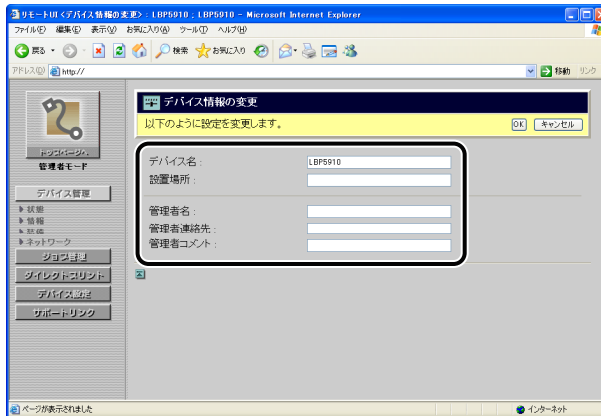 リモートUI <デバイス情報の変更> : LBP5910 ; LBP5910 - Microsoft Internet Explorer
ファイル(F) 編集(E) 表示(V) お気に入り(A) ツール(T) ヘルプ(H)
戻る 検索 お気に入り
アドレス(D) http:// 移動 リンク
デバイス情報の変更
以下のように設定を変更します。 OK キャンセル
トップページへ
管理者モード
デバイス管理
状態
情報
ネットワーク
ジョブ管理
ダイレクトプリント
デバイス設定
サポートリンク
デバイス名 : LBP5910
設置場所 :
管理者名 :
管理者連絡先 :
管理者コメント :
ページが表示されました インターネット